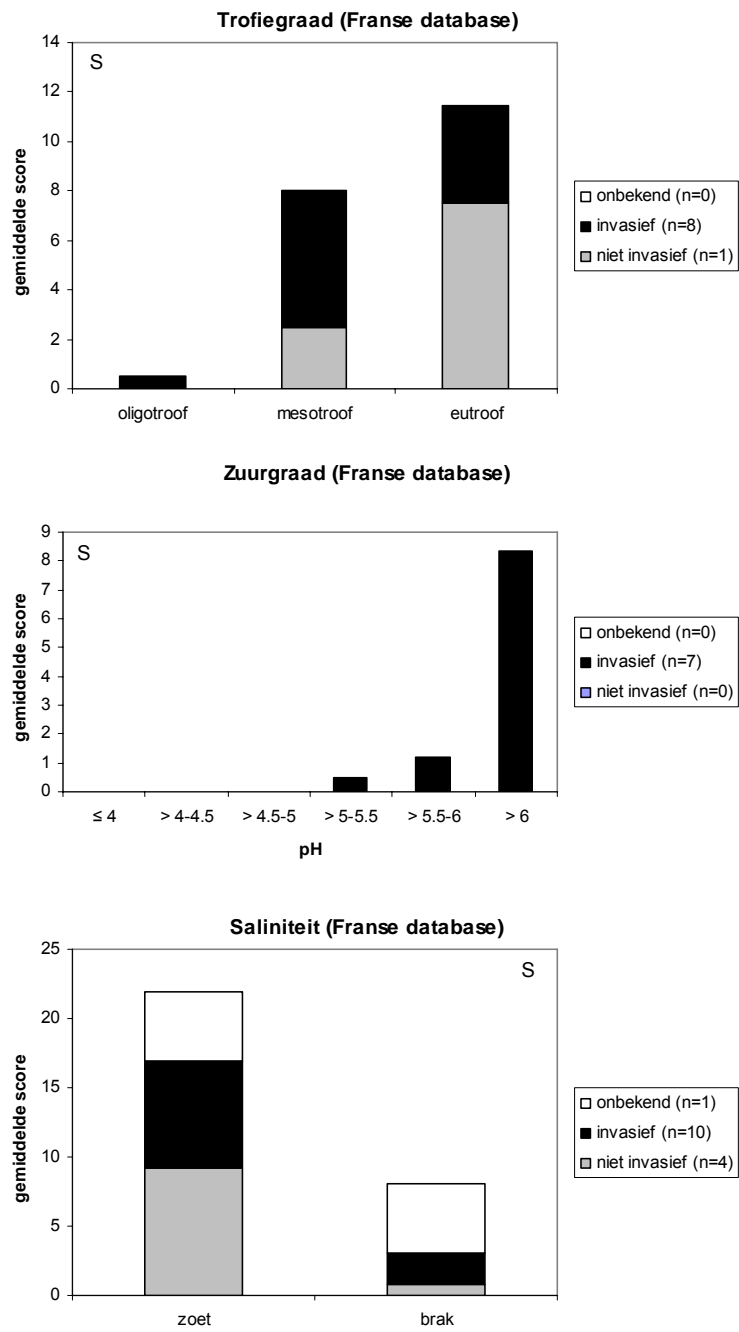 Trofiegraad (Franse database)
S
14
12
10
8
6
4
2
0
gemiddelde score
oligotroof mesotroof eutroof
onbekend (n=0)
invasief (n=8)
niet invasief (n=1)
Zuurgraad (Franse database)
S
9
8
7
6
5
4
3
2
1
0
gemiddelde score
≤ 4 > 4-4.5 > 4.5-5 > 5-5.5 > 5.5-6 > 6
pH
onbekend (n=0)
invasief (n=7)
niet invasief (n=0)
Saliniteit (Franse database)
S
25
20
15
10
5
0
gemiddelde score
zoet brak
onbekend (n=1)
invasief (n=10)
niet invasief (n=4)